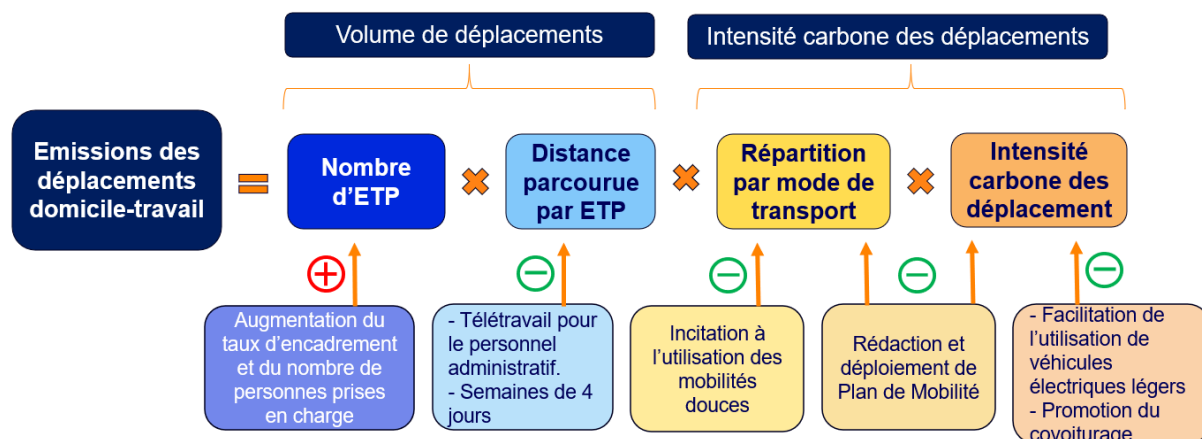 Volume de déplacements
Intensité carbone des déplacements
Emissions des
déplacements
domicile-travail
=
Nombre
d’ETP
×
Distance
parcourue
par ETP
×
Répartition
par mode de
transport
×
Intensité
carbone des
déplacement
+
−
−
−
−
Augmentation du
taux d’encadrement
et du nombre de
personnes prises
en charge
- Télétravail pour
le personnel
administratif.
- Semaines de 4
jours
Incitation à
l’utilisation des
mobilités
douces
Rédaction et
déploiement de
Plan de Mobilité
- Facilitation de
l’utilisation de
véhicules
électriques légers
- Promotion du
covoiturage